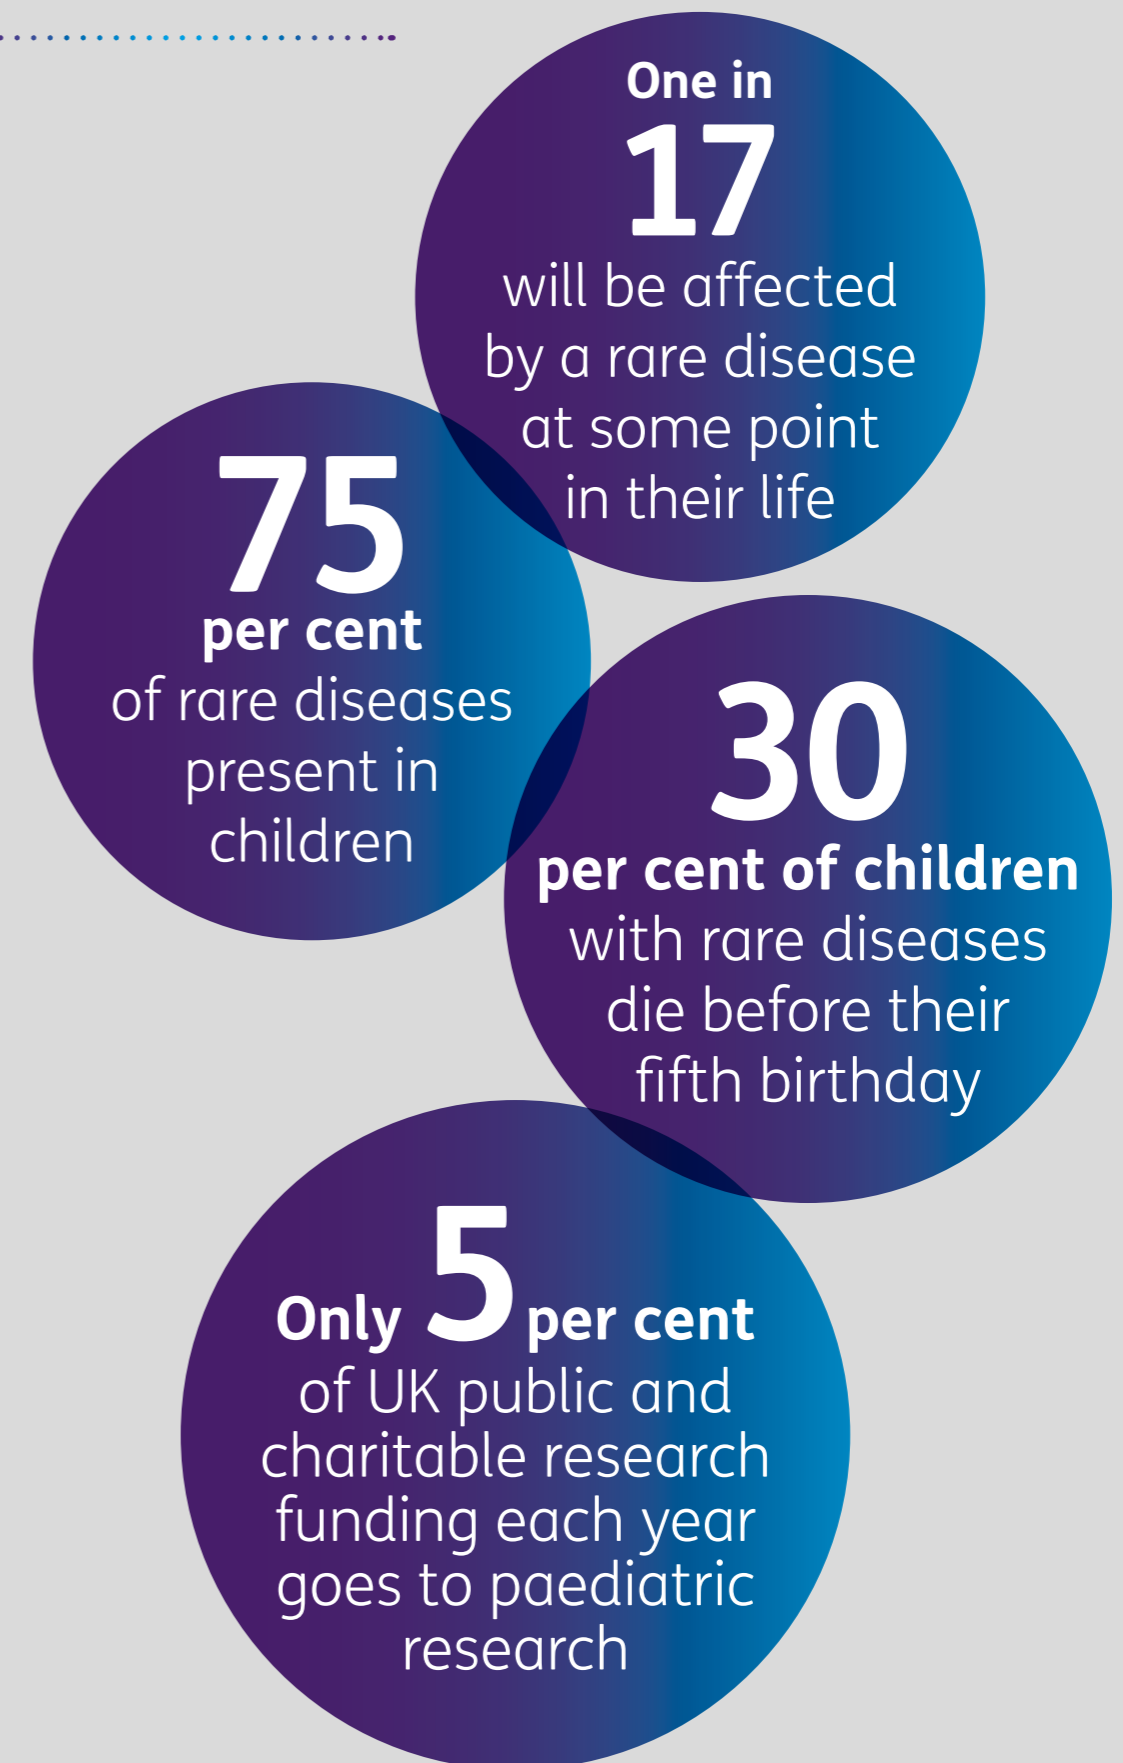 One in
17
will be affected
by a rare disease
at some point
in their life
75
per cent
of rare diseases
present in
children
30
per cent of children
with rare diseases
die before their
fifth birthday
Only 5 per cent
of UK public and
charitable research
funding each year
goes to paediatric
research